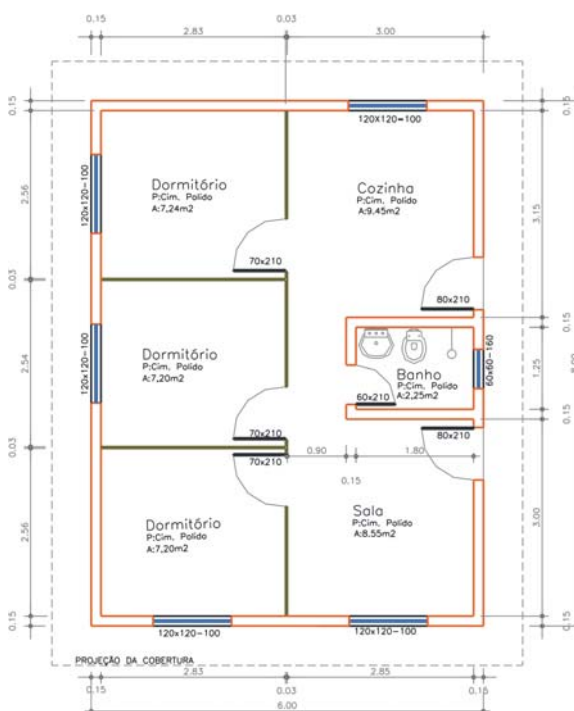 0.15
2.83
0.03
3.00
0.15
120X120-100
120x120-100
Dormitório
P:Cim. Polido
A:7,24m2
Cozinha
P:Cim. Polido
A:9.45m2
2.56
3.15
70x210
80x210
0.03
0.15
120x120-100
2.54
Dormitório
P:Cim. Polido
A:7,20m2
Banho
P:Cim. Polido
A:2,25m2
60x210
60x60-160
1.25
70x210
80x210
0.15
0.03
70x210
0.90
1.80
0.15
2.56
Dormitório
P:Cim. Polido
A:7,20m2
Sala
P:Cim. Polido
A:8.55m2
3.00
0.15
120x120-100
120x120-100
0.15
PROJEÇÃO DA COBERTURA
2.83
2.85
0.15
0.03
0.15
6.00